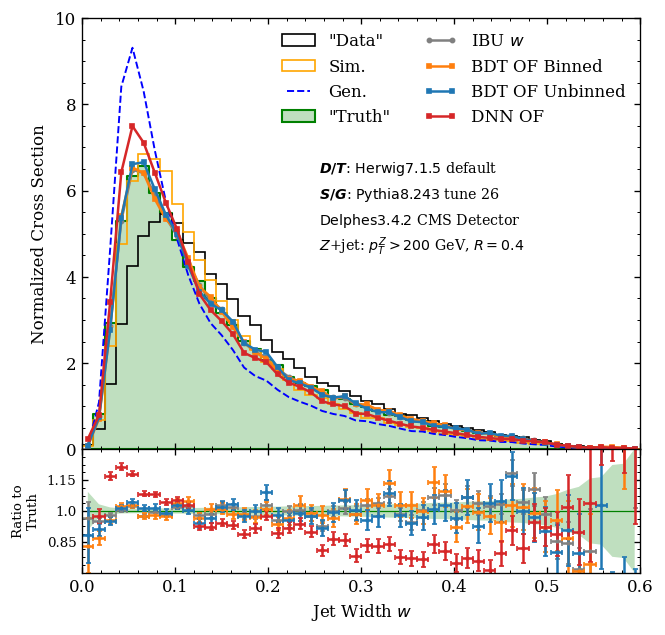 10
8
6
4
2
0
Normalized Cross Section
"Data"
Sim.
Gen.
"Truth"
IBU w
BDT OF Binned
BDT OF Unbinned
DNN OF
D/T: Herwig7.1.5 default
S/G: Pythia8.243 tune 26
Delphes3.4.2 CMS Detector
Z+jet: p_T^Z > 200 GeV, R = 0.4
1.15
1.0
0.85
Ratio to
Truth
0.0 0.1 0.2 0.3 0.4 0.5 0.6
Jet Width w